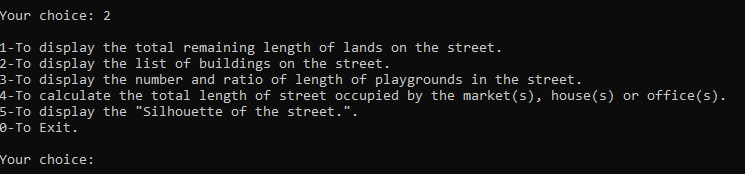 Your choice: 2
1-To display the total remaining length of lands on the street.
2-To display the list of buildings on the street.
3-To display the number and ratio of length of playgrounds in the street.
4-To calculate the total length of street occupied by the market(s), house(s) or office(s).
5-To display the "Silhouette of the street.".
0-To Exit.
Your choice: